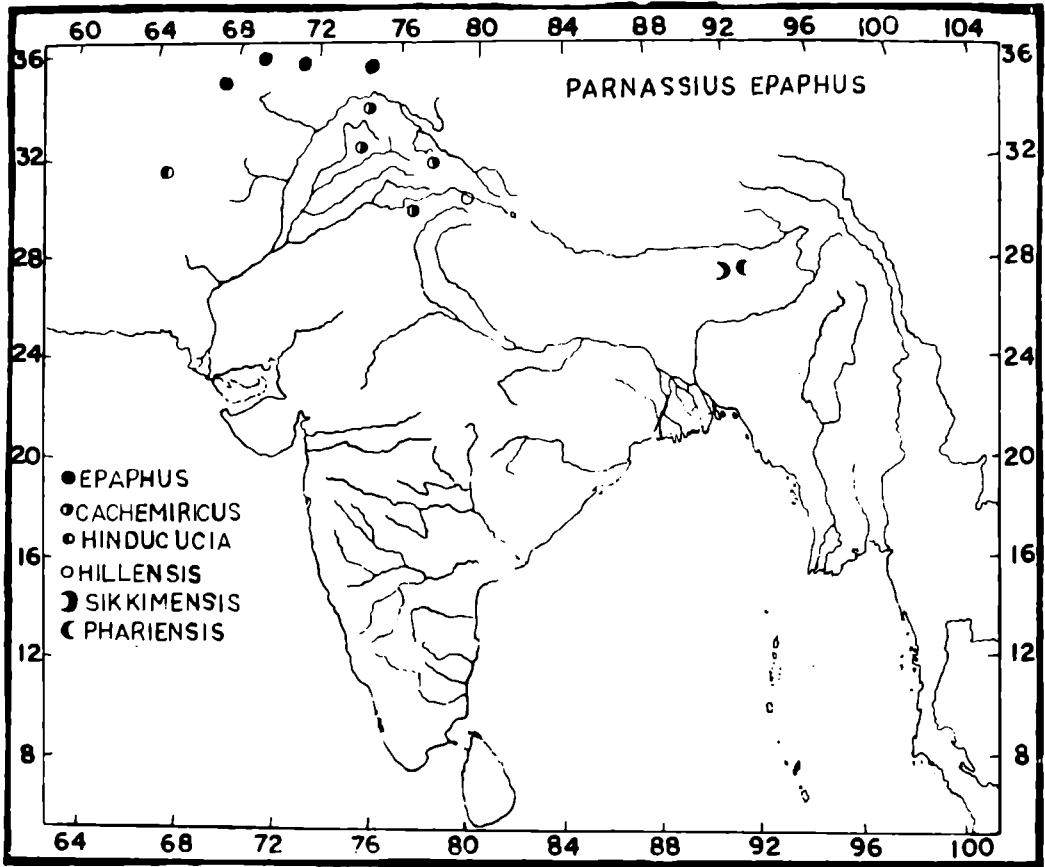 60 64 68 72 76 80 84 88 92 96 100 104
36 36
PARNASSIUS EPAPHUS
32 32
28 28
24 24
20 20
EPAPHUS
CACHEMIRICUS
HINDUCUCIA
16 16
HILLENSIS
SIKKIMENSIS
PHARIENSIS
12 12
8 8
64 68 72 76 80 84 88 92 96 100